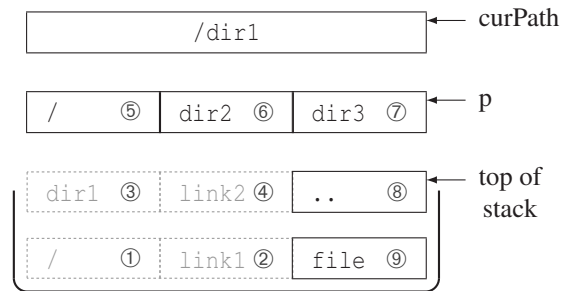 /dir1 curPath
/ ⑤ dir2 ⑥ dir3 ⑦ p
dir1 ③ link2 ④ .. ⑧ top of
stack
/ ① link1 ② file ⑨